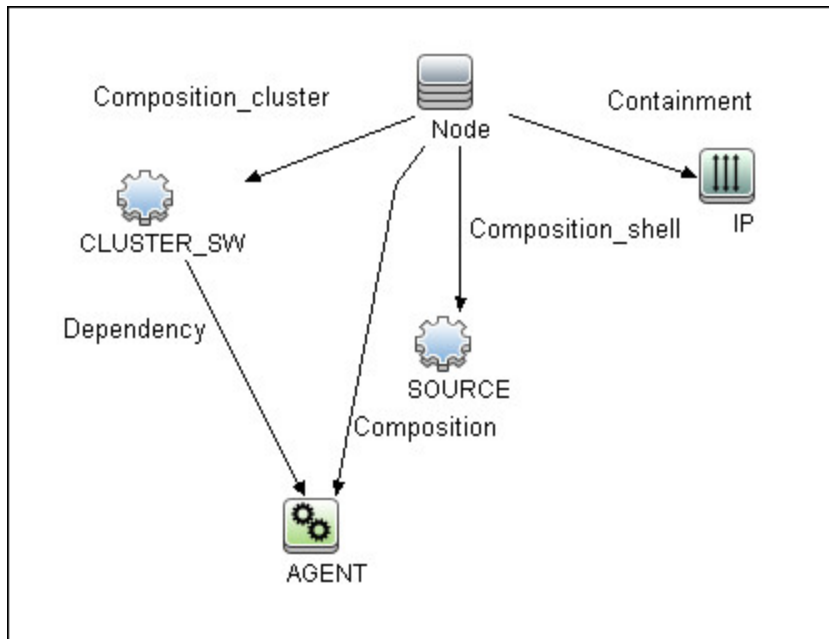 Composition_cluster
Containment
Node
IP
CLUSTER_SW
Composition_shell
Dependency
SOURCE
Composition
AGENT